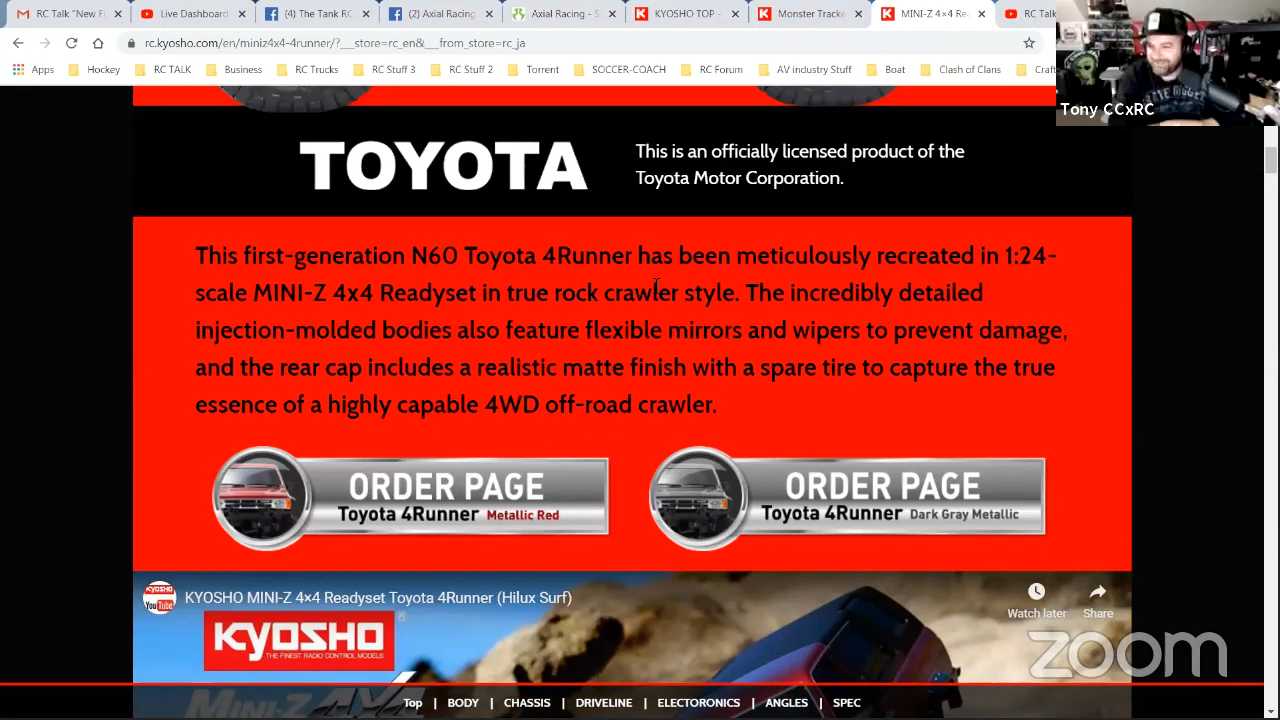 RC Talk "New Fo
Live Dashboard
(4) The Tank RC
(2) Axial Racing
Axial Racing - S
KYOSHO TOP -
Monster Tracker
MINI-Z 4×4 Re
RC Talk
rc.kyosho.com/en/miniz4x4-4runner/?___store=rc_en&___from_store=rc_ja
Apps
Hockey
RC TALK
Business
RC Trucks
RC Stuff
RC Stuff 2
Torrent
SOCCER-COACH
RC Forum
AV Industry Stuff
Boat
Clash of Clans
Craft
Tony CCxRC
TOYOTA
This is an officially licensed product of the
Toyota Motor Corporation.
This first-generation N60 Toyota 4Runner has been meticulously recreated in 1:24-
scale MINI-Z 4x4 Readyset in true rock crawler style. The incredibly detailed
injection-molded bodies also feature flexible mirrors and wipers to prevent damage,
and the rear cap includes a realistic matte finish with a spare tire to capture the true
essence of a highly capable 4WD off-road crawler.
ORDER PAGE
Toyota 4Runner Metallic Red
ORDER PAGE
Toyota 4Runner Dark Gray Metallic
KYOSHO
YouTube
KYOSHO MINI-Z 4×4 Readyset Toyota 4Runner (Hilux Surf)
Watch later
Share
KYOSHO ®
THE FINEST RADIO CONTROL MODELS
zoom
Mini-Z 4X4
Top | BODY | CHASSIS | DRIVELINE | ELECTORONICS | ANGLES | SPEC